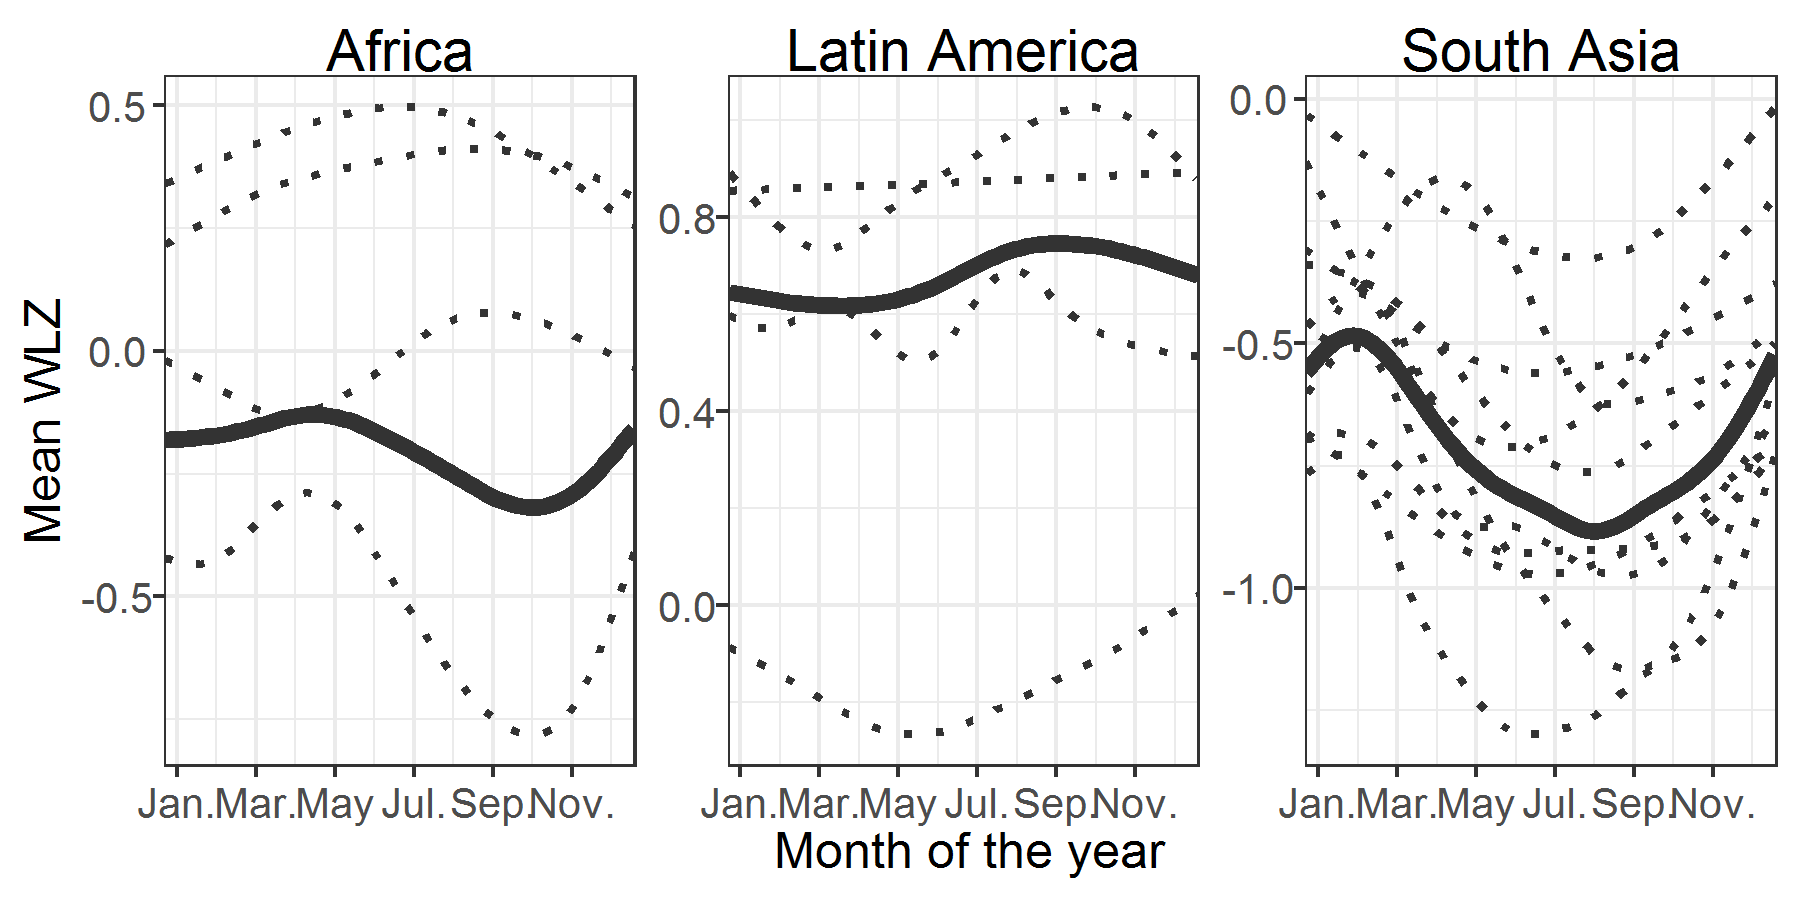 Africa
Latin America
South Asia
Mean WLZ
0.5
0.0
-0.5
0.8
0.4
0.0
0.0
-0.5
-1.0
Jan. Mar. May Jul. Sep. Nov.
Jan. Mar. May Jul. Sep. Nov.
Jan. Mar. May Jul. Sep. Nov.
Month of the year